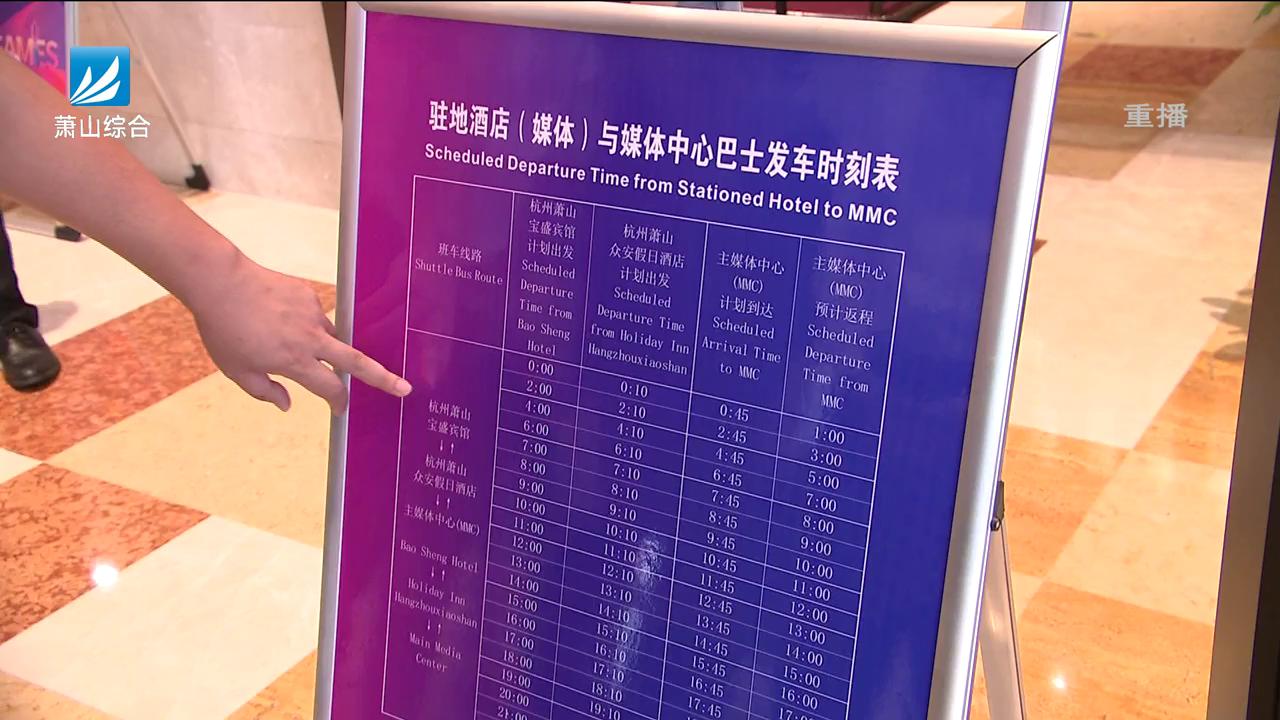 GAMES
萧山综合
重播
驻地酒店（媒体）与媒体中心巴士发车时刻表
Scheduled Departure Time from Stationed Hotel to MMC
班车线路
Shuttle Bus Route
杭州萧山
宝盛宾馆
计划出发
Scheduled
Departure
Time from
Bao Sheng
Hotel
杭州萧山
众安假日酒店
计划出发
Scheduled
Departure Time
from Holiday Inn
Hangzhouxiaoshan
主媒体中心
(MMC)
计划到达
Scheduled
Arrival Time
to MMC
主媒体中心
(MMC)
预计返程
Scheduled
Departure
Time from
MMC
杭州萧山
宝盛宾馆
↓↑
杭州萧山
众安假日酒店
↓↑
主媒体中心(MMC)
Bao Sheng Hotel
↓↑
Holiday Inn
Hangzhouxiaoshan
↓↑
Main Media
Center
0:00 0:10 0:45 1:00
2:00 2:10 2:45 3:00
4:00 4:10 4:45 5:00
6:00 6:10 6:45 7:00
7:00 7:10 7:45 8:00
8:00 8:10 8:45 9:00
9:00 9:10 9:45 10:00
10:00 10:10 10:45 11:00
11:00 11:10 11:45 12:00
12:00 12:10 12:45 13:00
13:00 13:10 13:45 14:00
14:00 14:10 14:45 15:00
15:00 15:10 15:45 16:00
16:00 16:10 16:45 17:00
17:00 17:10 17:45
18:00 18:10
19:00 19:10
20:00
21:00